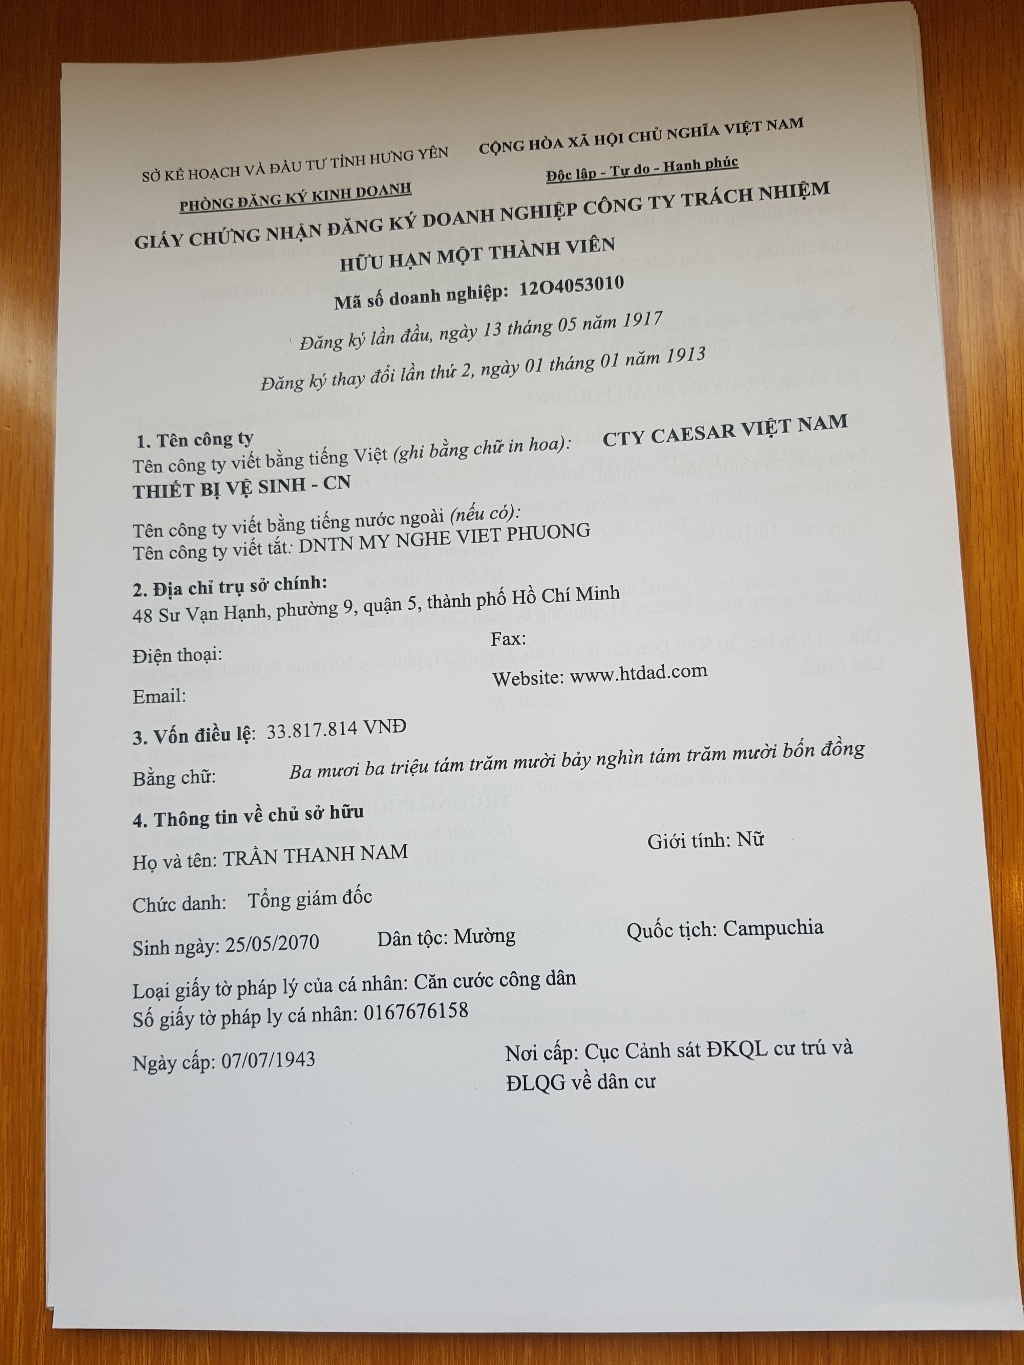 SỞ KẾ HOẠCH VÀ ĐẦU TƯ TỈNH HƯNG YÊN
PHÒNG ĐĂNG KÝ KINH DOANH
CỘNG HÒA XÃ HỘI CHỦ NGHĨA VIỆT NAM
Độc lập - Tự do - Hạnh phúc
GIẤY CHỨNG NHẬN ĐĂNG KÝ DOANH NGHIỆP CÔNG TY TRÁCH NHIỆM
HỮU HẠN MỘT THÀNH VIÊN
Mã số doanh nghiệp: 12O4053010
Đăng ký lần đầu, ngày 13 tháng 05 năm 1917
Đăng ký thay đổi lần thứ 2, ngày 01 tháng 01 năm 1913
1. Tên công ty
Tên công ty viết bằng tiếng Việt (ghi bằng chữ in hoa): CTY CAESAR VIỆT NAM
THIẾT BỊ VỆ SINH - CN
Tên công ty viết bằng tiếng nước ngoài (nếu có):
Tên công ty viết tắt: DNTN MY NGHE VIET PHUONG
2. Địa chỉ trụ sở chính:
48 Sư Vạn Hạnh, phường 9, quận 5, thành phố Hồ Chí Minh
Điện thoại: Fax:
Email: Website: www.htdad.com
3. Vốn điều lệ: 33.817.814 VNĐ
Bằng chữ: Ba mươi ba triệu tám trăm mười bảy nghìn tám trăm mười bốn đồng
4. Thông tin về chủ sở hữu
Họ và tên: TRẦN THANH NAM Giới tính: Nữ
Chức danh: Tổng giám đốc
Sinh ngày: 25/05/2070 Dân tộc: Mường Quốc tịch: Campuchia
Loại giấy tờ pháp lý của cá nhân: Căn cước công dân
Số giấy tờ pháp ly cá nhân: 0167676158
Ngày cấp: 07/07/1943 Nơi cấp: Cục Cảnh sát ĐKQL cư trú và
ĐLQG về dân cư